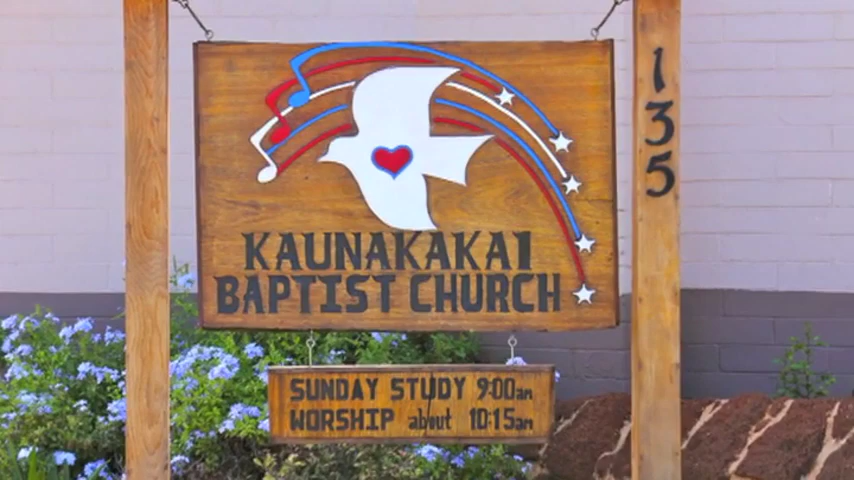 KAUNAKAKAI
BAPTIST CHURCH
SUNDAY STUDY 9:00am
WORSHIP about 10:15am
135